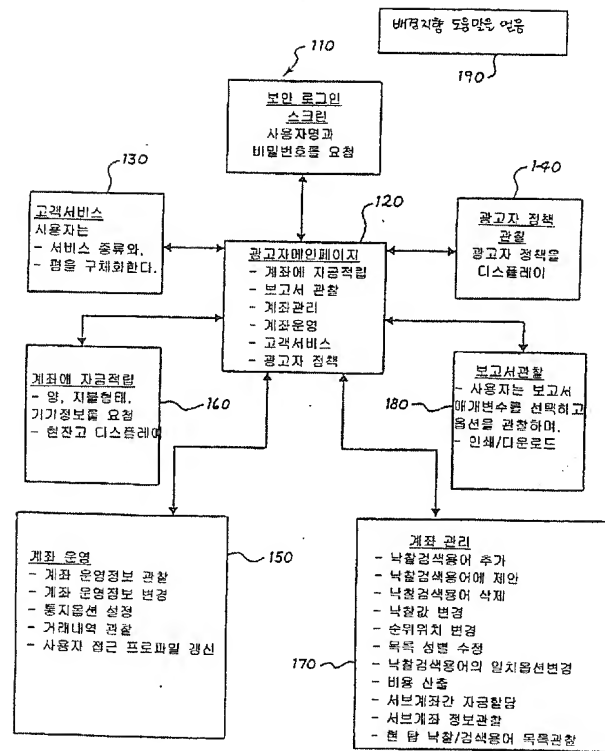 배경지향 도움말을 얻음
190
110
보안 로그인
스크린
사용자명과
비밀번호를 요청
130
고객서비스
사용자는
- 서비스 종류와,
- 평을 구체화한다.
120
광고자메인페이지
- 계좌에 자금적립
- 보고서 관찰
- 계좌관리
- 계좌운영
- 고객서비스
- 광고자 정책
140
광고자 정책
관찰
광고자 정책을
디스플레이
계좌에 자금적립
- 양, 지불형태,
기기정보를 요청
- 현잔고 디스플레이
160
보고서관찰
- 사용자는 보고서
매개변수를 선택하고
옵션을 관찰하며,
- 인쇄/다운로드
180
계좌 운영
- 계좌 운영정보 관찰
- 계좌 운영정보 변경
- 통지옵션 설정
- 거래내역 관찰
- 사용자 접근 프로파일 갱신
150
계좌 관리
- 낙찰검색용어 추가
- 낙찰검색용어에 제안
- 낙찰검색용어 삭제
- 낙찰값 변경
- 순위위치 변경
- 목록 성별 수정
- 낙찰검색용어의 일치옵션변경
- 비용 산출
- 서브계좌간 자금할당
- 서브계좌 정보관찰
- 현 탑 낙찰/검색용어 목록관찰
170